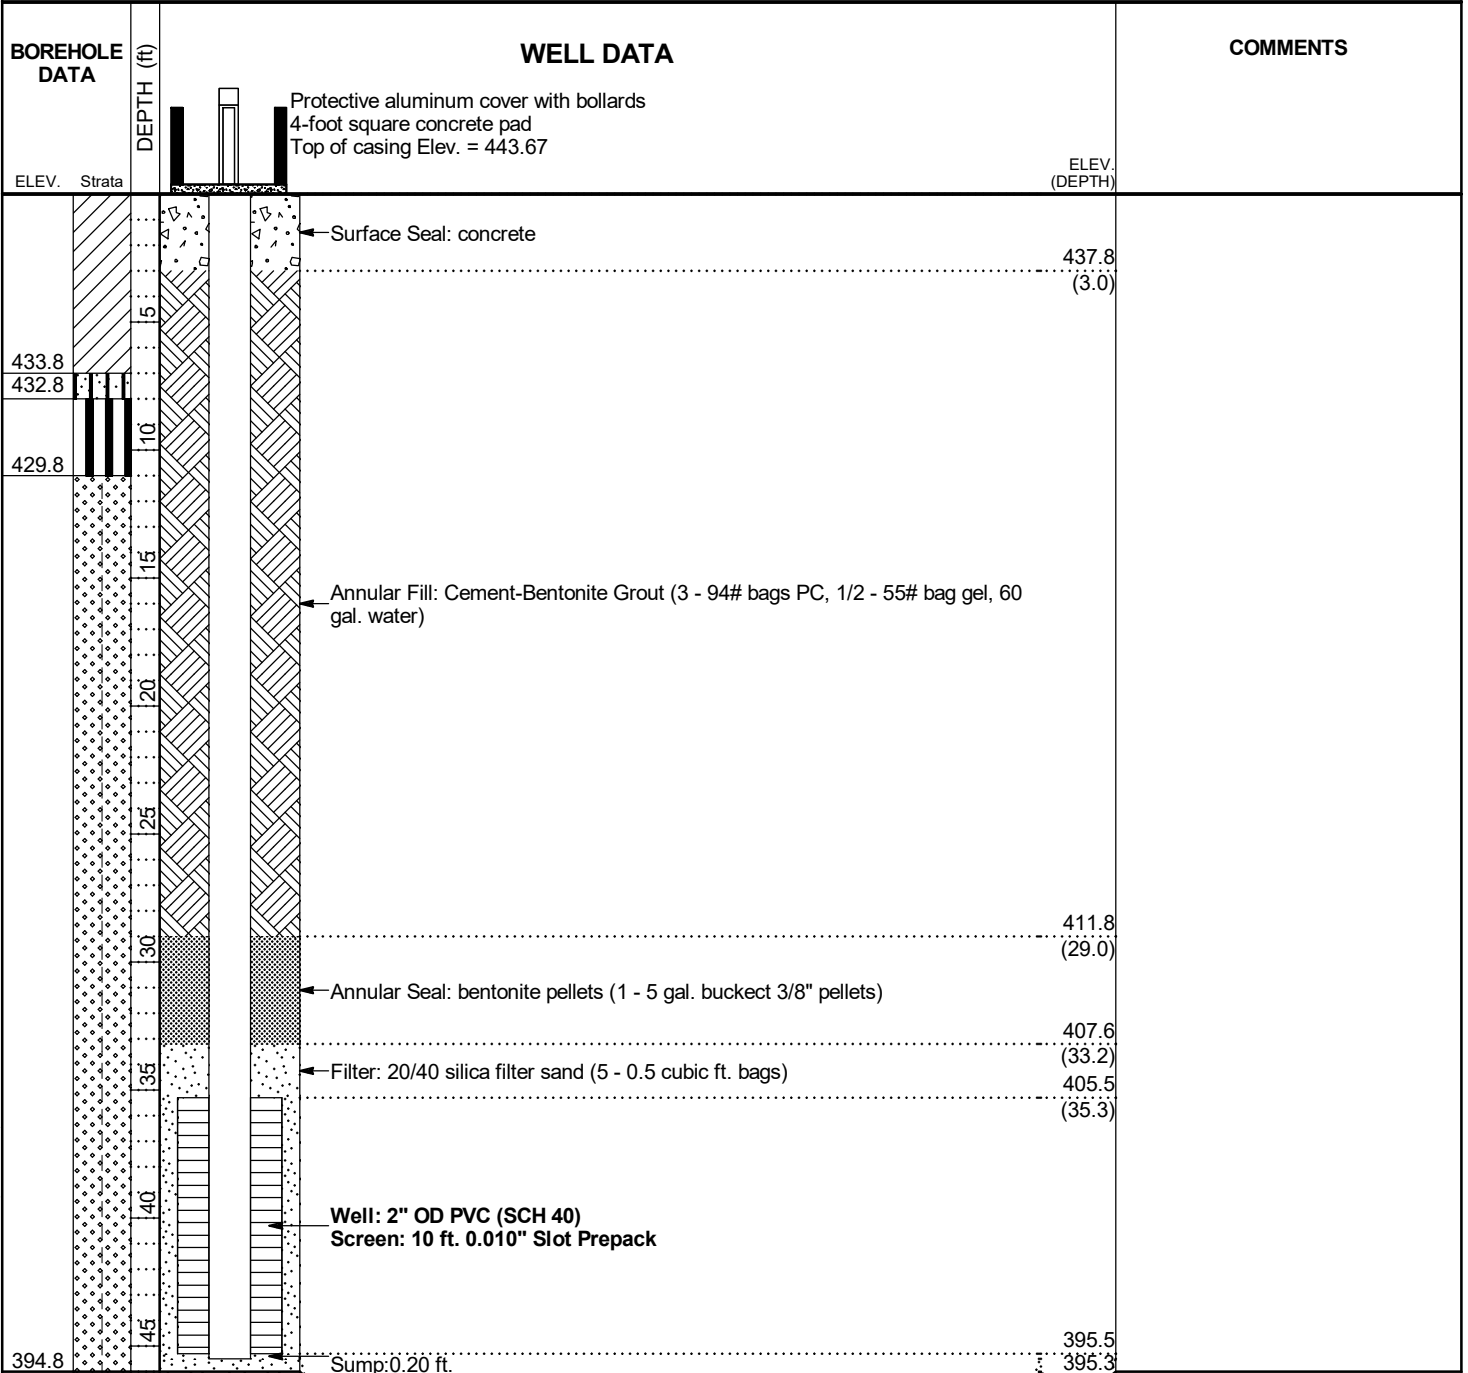 BOREHOLE
DATA
DEPTH (ft)
WELL DATA
COMMENTS
Protective aluminum cover with bollards
4-foot square concrete pad
Top of casing Elev. = 443.67
ELEV. Strata
ELEV.
(DEPTH)
Surface Seal: concrete
437.8
(3.0)
5
433.8
432.8
10
429.8
15
Annular Fill: Cement-Bentonite Grout (3 - 94# bags PC, 1/2 - 55# bag gel, 60
gal. water)
20
25
411.8
(29.0)
30
Annular Seal: bentonite pellets (1 - 5 gal. buckect 3/8" pellets)
407.6
(33.2)
35
Filter: 20/40 silica filter sand (5 - 0.5 cubic ft. bags)
405.5
(35.3)
40
Well: 2" OD PVC (SCH 40)
Screen: 10 ft. 0.010" Slot Prepack
45
395.5
394.8
Sump:0.20 ft.
395.3